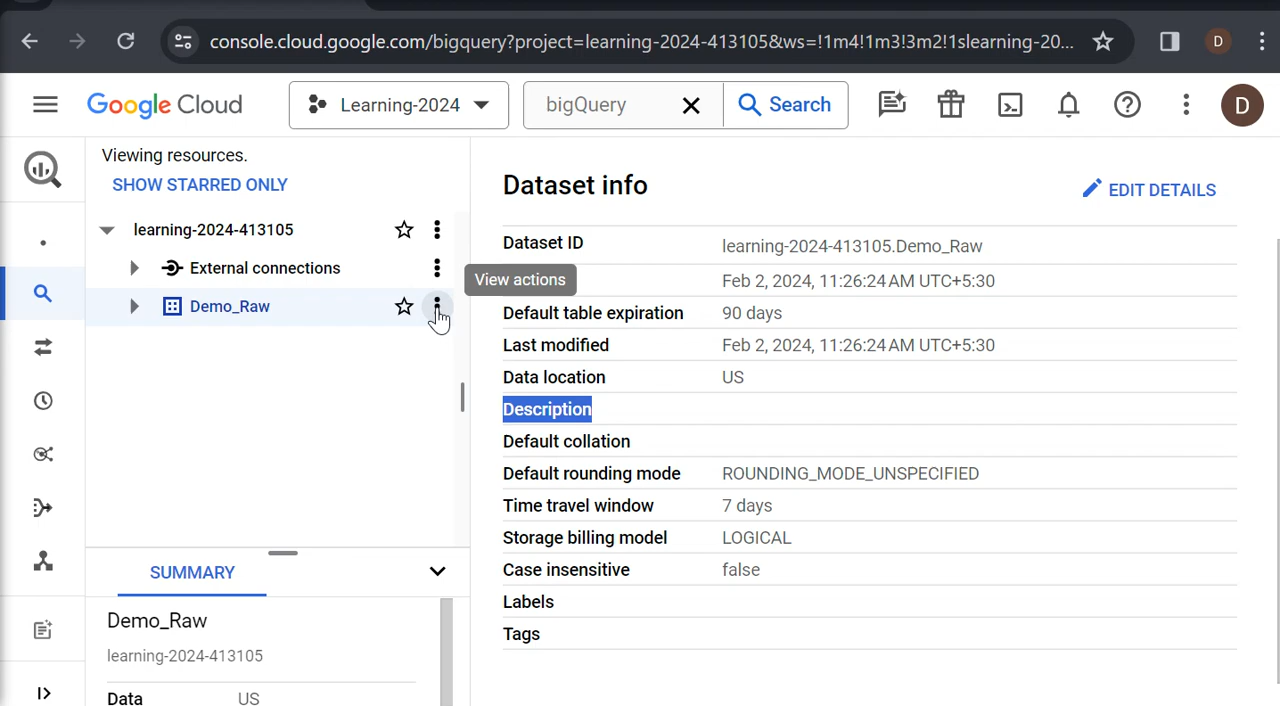 console.cloud.google.com/bigquery?project=learning-2024-413105&ws=!1m4!1m3!3m2!1slearning-20...
D
Google Cloud
Learning-2024
bigQuery
Search
D
Viewing resources.
SHOW STARRED ONLY
learning-2024-413105
External connections
Demo_Raw
View actions
SUMMARY
Demo_Raw
learning-2024-413105
Data US
Dataset info
EDIT DETAILS
Dataset ID learning-2024-413105.Demo_Raw
Feb 2, 2024, 11:26:24 AM UTC+5:30
Default table expiration 90 days
Last modified Feb 2, 2024, 11:26:24 AM UTC+5:30
Data location US
Description
Default collation
Default rounding mode ROUNDING_MODE_UNSPECIFIED
Time travel window 7 days
Storage billing model LOGICAL
Case insensitive false
Labels
Tags